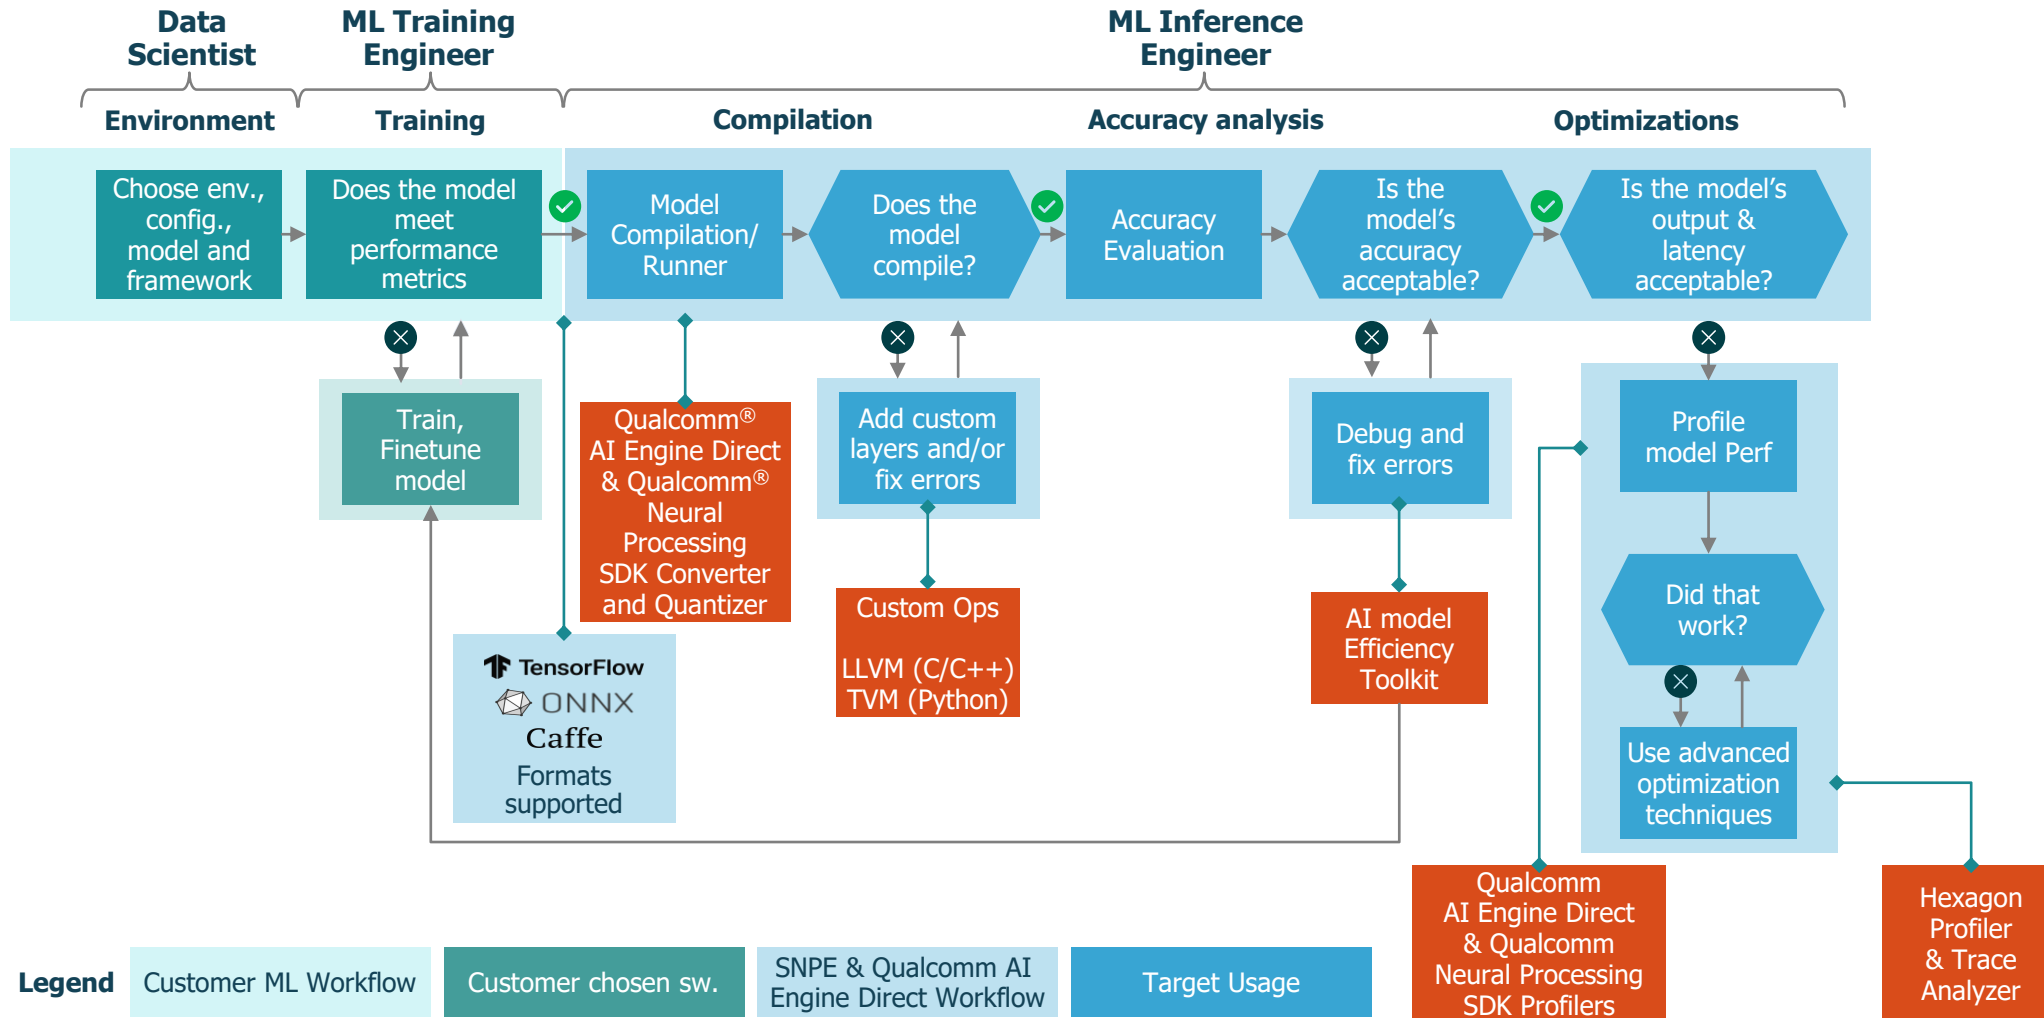 Data
Scientist
ML Training
Engineer
ML Inference
Engineer
Environment
Training
Compilation
Accuracy analysis
Optimizations
Choose env.,
config.,
model and
framework
Does the model
meet
performance
metrics
Model
Compilation/
Runner
Does the
model
compile?
Accuracy
Evaluation
Is the
model’s
accuracy
acceptable?
Is the model’s
output &
latency
acceptable?
Train,
Finetune
model
Qualcomm®
AI Engine Direct
& Qualcomm®
Neural
Processing
SDK Converter
and Quantizer
Add custom
layers and/or
fix errors
Debug and
fix errors
Profile
model Perf
Custom Ops
LLVM (C/C++)
TVM (Python)
AI model
Efficiency
Toolkit
Did that
work?
TensorFlow
ONNX
Caffe
Formats
supported
Use advanced
optimization
techniques
Qualcomm
AI Engine Direct
& Qualcomm
Neural Processing
SDK Profilers
Hexagon
Profiler
& Trace
Analyzer
Legend
Customer ML Workflow
Customer chosen sw.
SNPE & Qualcomm AI
Engine Direct Workflow
Target Usage